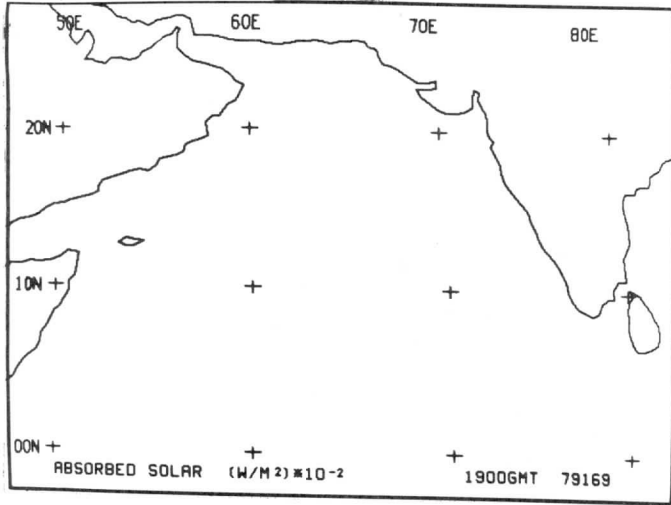 50E 60E 70E 80E
20N
10N
00N
ABSORBED SOLAR (W/M²)*10⁻² 1900GMT 79169